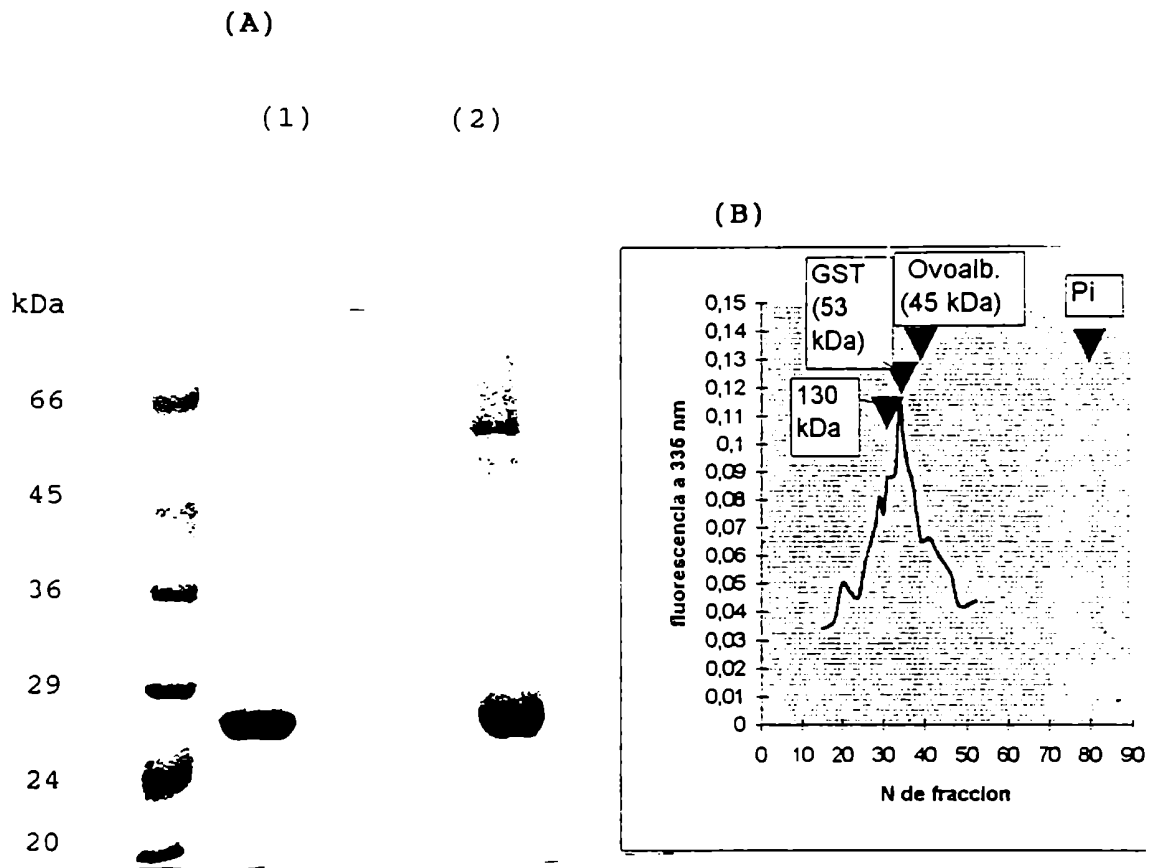 (A)
(1)
(2)
kDa
66
45
36
29
24
20
(B)
GST
(53
kDa)
Ovoalb.
(45 kDa)
Pi
130
kDa
0,15
0,14
0,13
0,12
0,11
0,1
0,09
0,08
0,07
0,06
0,05
0,04
0,03
0,02
0,01
0
fluorescencia a 336 nm
0 10 20 30 40 50 60 70 80 90
N de fraccion